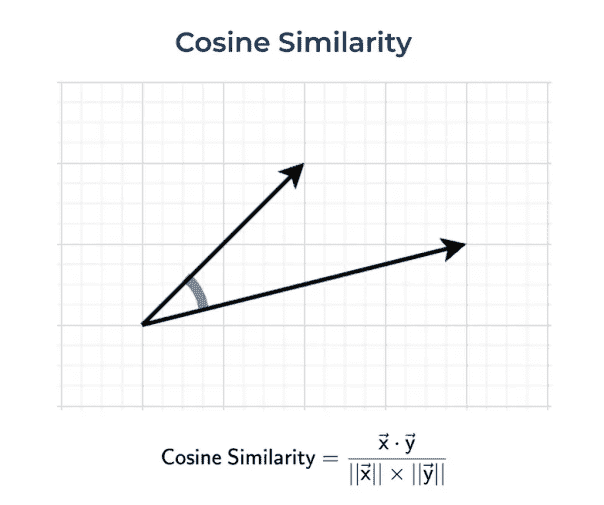 Cosine Similarity
Cosine Similarity = x⃗ · y⃗ / ||x⃗|| × ||y⃗||